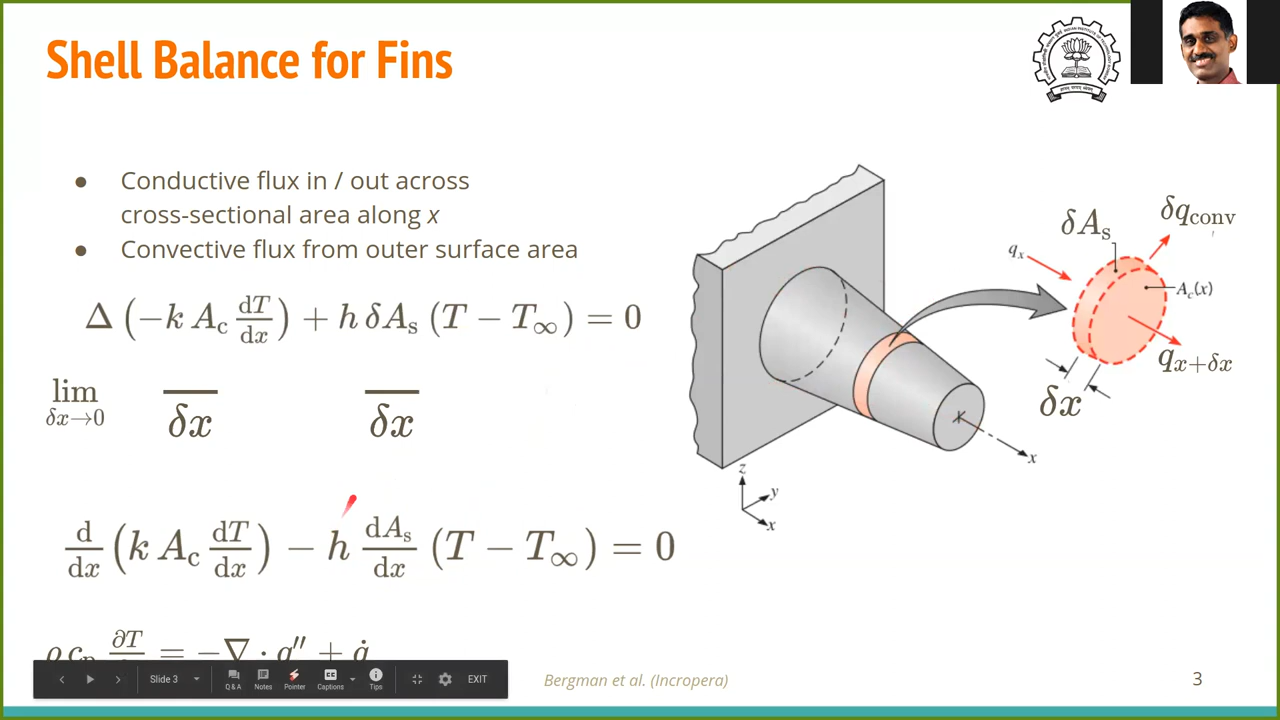 Shell Balance for Fins
● Conductive flux in / out across
cross-sectional area along x
● Convective flux from outer surface area
Δ (−k A_c dT/dx) + h δA_s (T − T_∞) = 0
lim δx→0 — δx — δx
d/dx (k A_c dT/dx) − h dA_s/dx (T − T_∞) = 0
ρ c_p ∂T = −∇ · q″ + q̇
δA_s
δq_conv
q_x
A_c(x)
q_{x+δx}
δx
x
z
y
x
Slide 3
Q & A
Notes
Pointer
Captions
Tips
EXIT
Bergman et al. (Incropera)
3